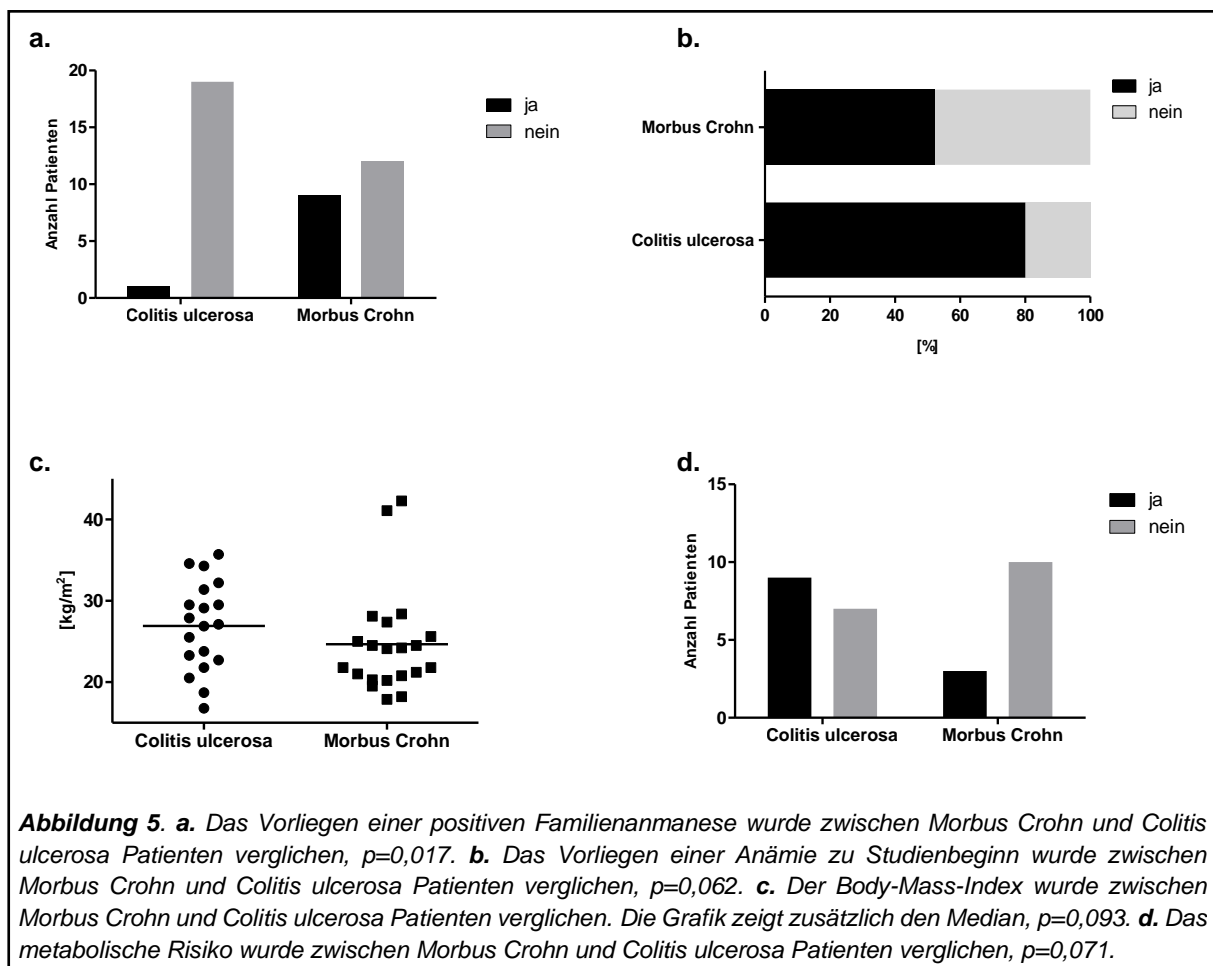 a.
20
15
10
5
0
Anzahl Patienten
Colitis ulcerosa
Morbus Crohn
ja
nein
b.
ja
nein
Morbus Crohn
Colitis ulcerosa
0 20 40 60 80 100
[%]
c.
40
30
20
[kg/m²]
Colitis ulcerosa
Morbus Crohn
d.
15
10
5
0
Anzahl Patienten
Colitis ulcerosa
Morbus Crohn
ja
nein
Abbildung 5. a. Das Vorliegen einer positiven Familienanmanese wurde zwischen Morbus Crohn und Colitis
ulcerosa Patienten verglichen, p=0,017. b. Das Vorliegen einer Anämie zu Studienbeginn wurde zwischen
Morbus Crohn und Colitis ulcerosa Patienten verglichen, p=0,062. c. Der Body-Mass-Index wurde zwischen
Morbus Crohn und Colitis ulcerosa Patienten verglichen. Die Grafik zeigt zusätzlich den Median, p=0,093. d. Das
metabolische Risiko wurde zwischen Morbus Crohn und Colitis ulcerosa Patienten verglichen, p=0,071.